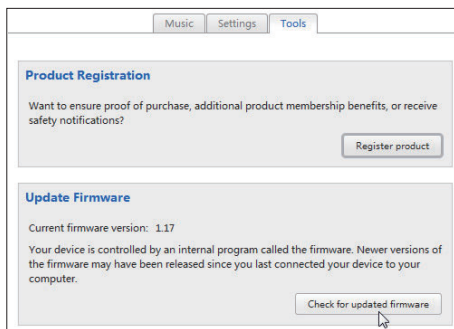 Music Settings Tools
Product Registration
Want to ensure proof of purchase, additional product membership benefits, or receive
safety notifications?
Register product
Update Firmware
Current firmware version: 1.17
Your device is controlled by an internal program called the firmware. Newer versions of
the firmware may have been released since you last connected your device to your
computer.
Check for updated firmware